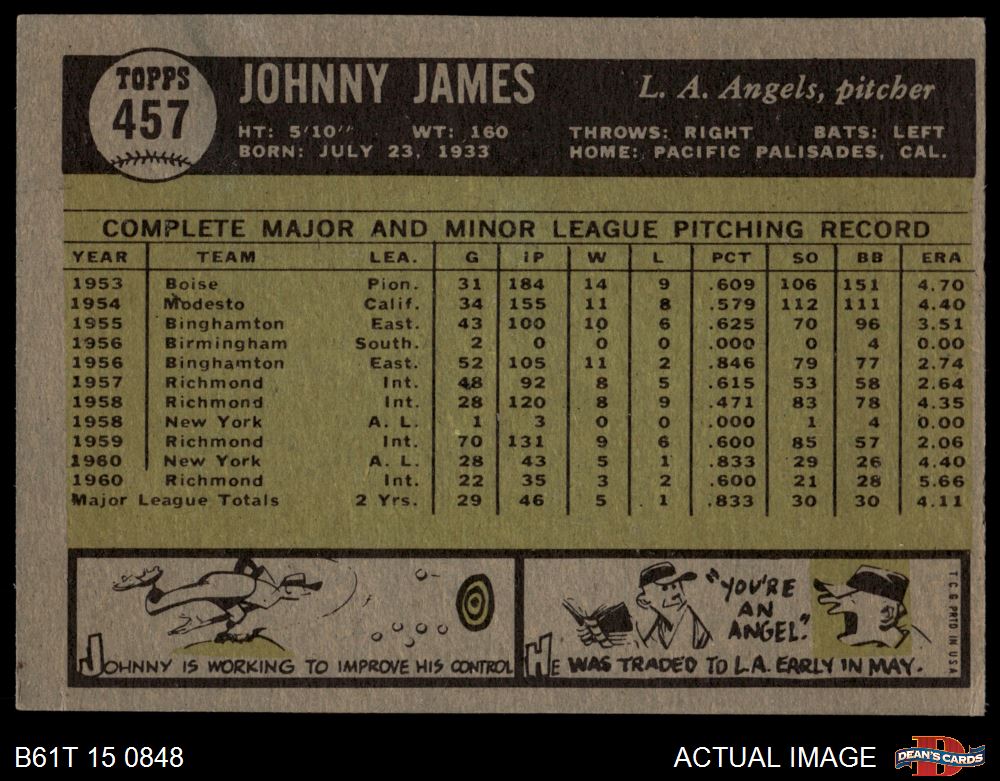 TOPPS
457
JOHNNY JAMES
L. A. Angels, pitcher
HT: 5'10" WT: 160 THROWS: RIGHT BATS: LEFT
BORN: JULY 23, 1933 HOME: PACIFIC PALISADES, CAL.
COMPLETE MAJOR AND MINOR LEAGUE PITCHING RECORD
YEAR TEAM LEA. G IP W L PCT SO BB ERA
1953 Boise Pion. 31 184 14 9 .609 106 151 4.70
1954 Modesto Calif. 34 155 11 8 .579 112 111 4.40
1955 Binghamton East. 43 100 10 6 .625 70 96 3.51
1956 Birmingham South. 2 0 0 0 .000 0 4 0.00
1956 Binghamton East. 52 105 11 2 .846 79 77 2.74
1957 Richmond Int. 48 92 8 5 .615 53 58 2.64
1958 Richmond Int. 28 120 8 9 .471 83 78 4.35
1958 New York A. L. 1 3 0 0 .000 1 4 0.00
1959 Richmond Int. 70 131 9 6 .600 85 57 2.06
1960 New York A. L. 28 43 5 1 .833 29 26 4.40
1960 Richmond Int. 22 35 3 2 .600 21 28 5.66
Major League Totals 2 Yrs. 29 46 5 1 .833 30 30 4.11
JOHNNY IS WORKING TO IMPROVE HIS CONTROL
"YOU'RE
AN
ANGEL."
HE WAS TRADED TO L.A. EARLY IN MAY.
T.C.G. PRTD IN USA
B61T 15 0848
ACTUAL IMAGE
D
DEAN'S CARDS